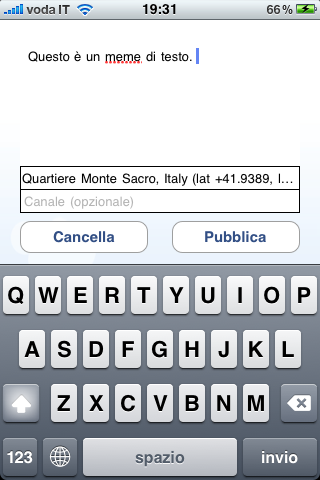 voda IT 19:31 66%
Questo è un meme di testo.
Quartiere Monte Sacro, Italy (lat +41.9389, l...
Canale (opzionale)
Cancella Pubblica
Q W E R T Y U I O P
A S D F G H J K L
Z X C V B N M
123 spazio invio